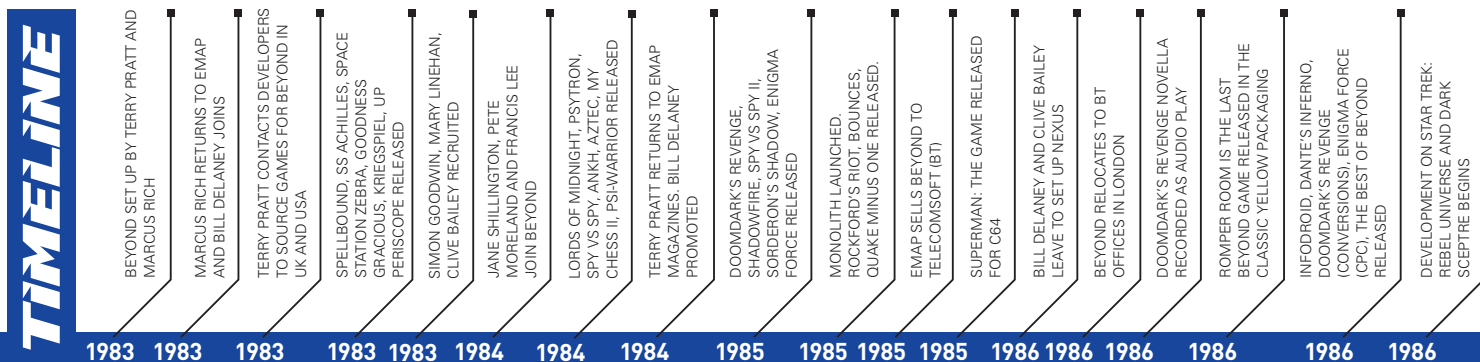 TIMELINE
BEYOND SET UP BY TERRY PRATT AND
MARCUS RICH
MARCUS RICH RETURNS TO EMAP
AND BILL DELANEY JOINS
TERRY PRATT CONTACTS DEVELOPERS
TO SOURCE GAMES FOR BEYOND IN
UK AND USA
SPELLBOUND, SS ACHILLES, SPACE
STATION ZEBRA, GOODNESS
GRACIOUS, KRIEGSPIEL, UP
PERISCOPE RELEASED
SIMON GOODWIN, MARY LINEHAN,
CLIVE BAILEY RECRUITED
JANE SHILLINGTON, PETE
MORELAND AND FRANCIS LEE
JOIN BEYOND
LORDS OF MIDNIGHT, PSYTRON,
SPY VS SPY, ANKH, AZTEC, MY
CHESS II, PSI-WARRIOR RELEASED
TERRY PRATT RETURNS TO EMAP
MAGAZINES. BILL DELANEY
PROMOTED
DOOMDARK'S REVENGE,
SHADOWFIRE, SPY VS SPY II,
SORDERON'S SHADOW, ENIGMA
FORCE RELEASED
MONOLITH LAUNCHED.
ROCKFORD'S RIOT, BOUNCES,
QUAKE MINUS ONE RELEASED.
EMAP SELLS BEYOND TO
TELECOMSOFT (BT)
SUPERMAN: THE GAME RELEASED
FOR C64
BILL DELANEY AND CLIVE BAILEY
LEAVE TO SET UP NEXUS
BEYOND RELOCATES TO BT
OFFICES IN LONDON
DOOMDARK'S REVENGE NOVELLA
RECORDED AS AUDIO PLAY
ROMPER ROOM IS THE LAST
BEYOND GAME RELEASED IN THE
CLASSIC YELLOW PACKAGING
INFODROID, DANTE'S INFERNO,
DOOMDARK'S REVENGE
(CONVERSIONS), ENIGMA FORCE
(CPC), THE BEST OF BEYOND
RELEASED
DEVELOPMENT ON STAR TREK:
REBEL UNIVERSE AND DARK
SCEPTRE BEGINS
1983 1983 1983 1983 1983 1984 1984 1984 1985 1985 1985 1985 1986 1986 1986 1986 1986 1986